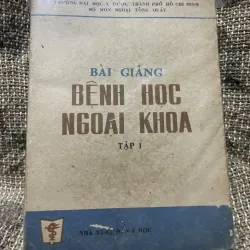 TRƯỜNG ĐẠI HỌC Y DƯỢC THÀNH PHỐ HỒ CHÍ MINH
BỘ MÔN NGOẠI TỔNG QUÁT
BÀI GIẢNG
BỆNH HỌC
NGOẠI KHOA
TẬP I
NHÀ XUẤT BẢN Y HỌC